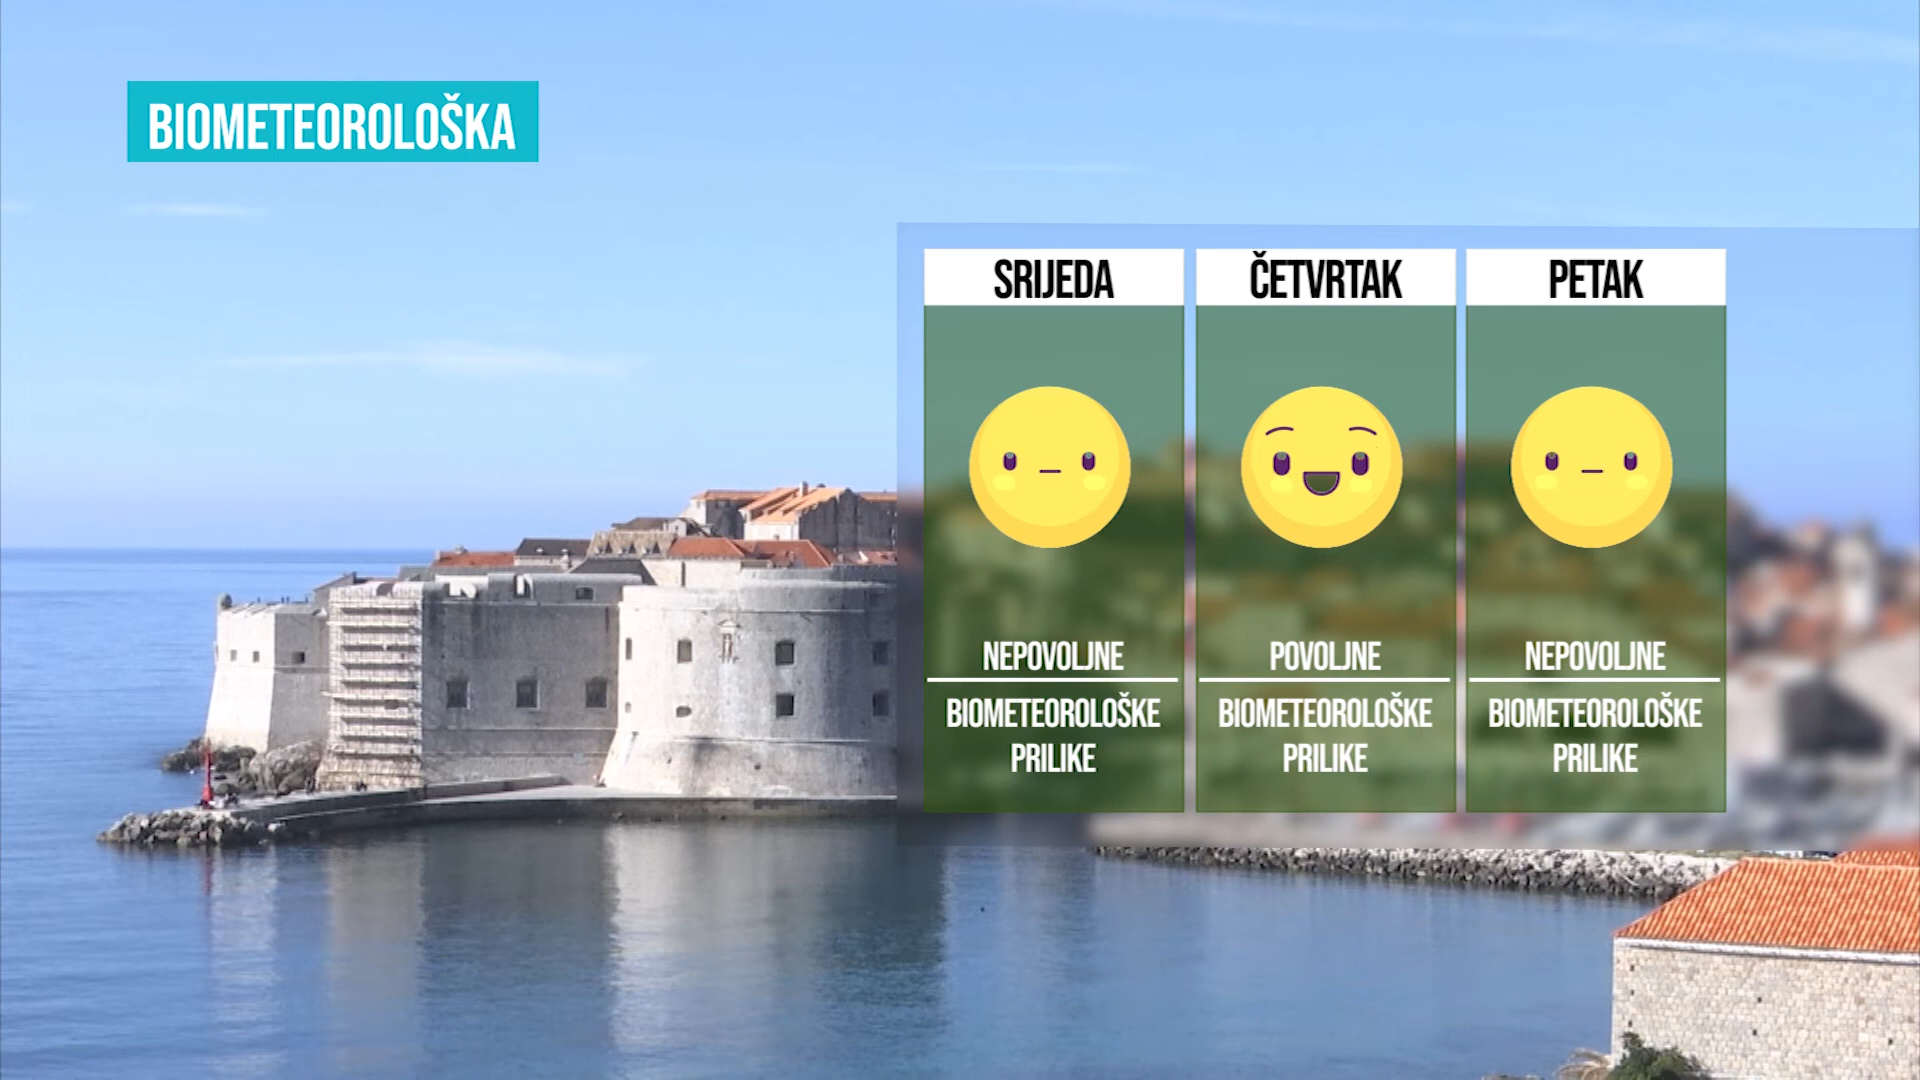 BIOMETEOROLOŠKA
SRIJEDA
NEPOVOLJNE
BIOMETEOROLOŠKE
PRILIKE
ČETVRTAK
POVOLJNE
BIOMETEOROLOŠKE
PRILIKE
PETAK
NEPOVOLJNE
BIOMETEOROLOŠKE
PRILIKE